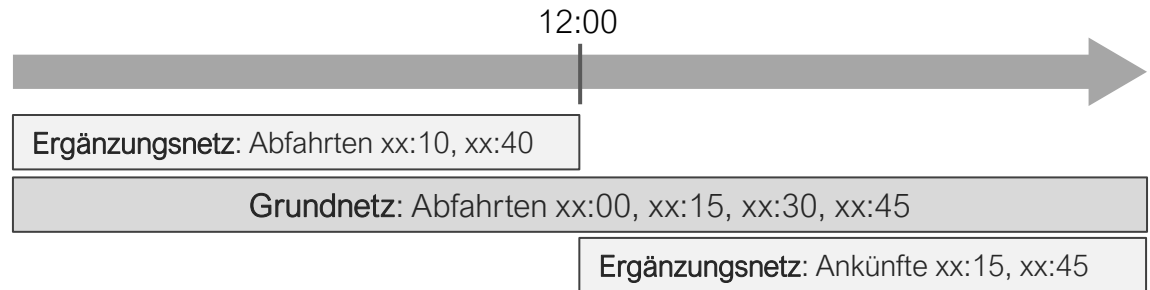 12:00
Ergänzungsnetz: Abfahrten xx:10, xx:40
Grundnetz: Abfahrten xx:00, xx:15, xx:30, xx:45
Ergänzungsnetz: Ankünfte xx:15, xx:45